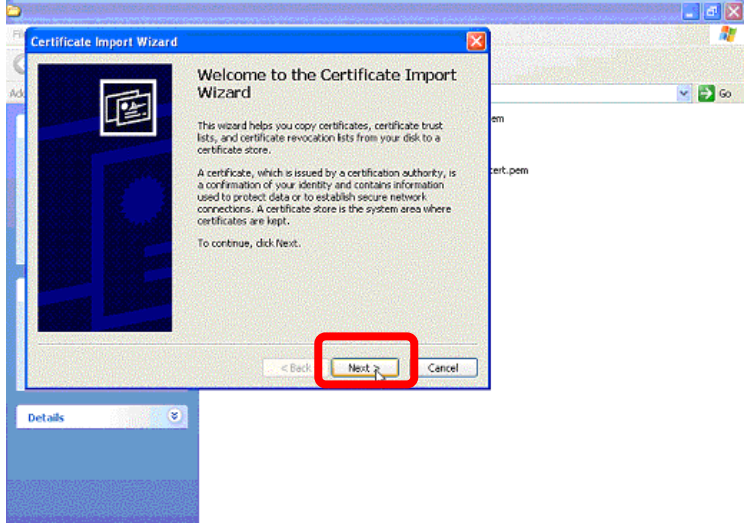 Certificate Import Wizard
Welcome to the Certificate Import
Wizard
This wizard helps you copy certificates, certificate trust
lists, and certificate revocation lists from your disk to a
certificate store.
A certificate, which is issued by a certification authority, is
a confirmation of your identity and contains information
used to protect data or to establish secure network
connections. A certificate store is the system area where
certificates are kept.
To continue, click Next.
< Back
Next >
Cancel
Go
em
cert.pem
Details